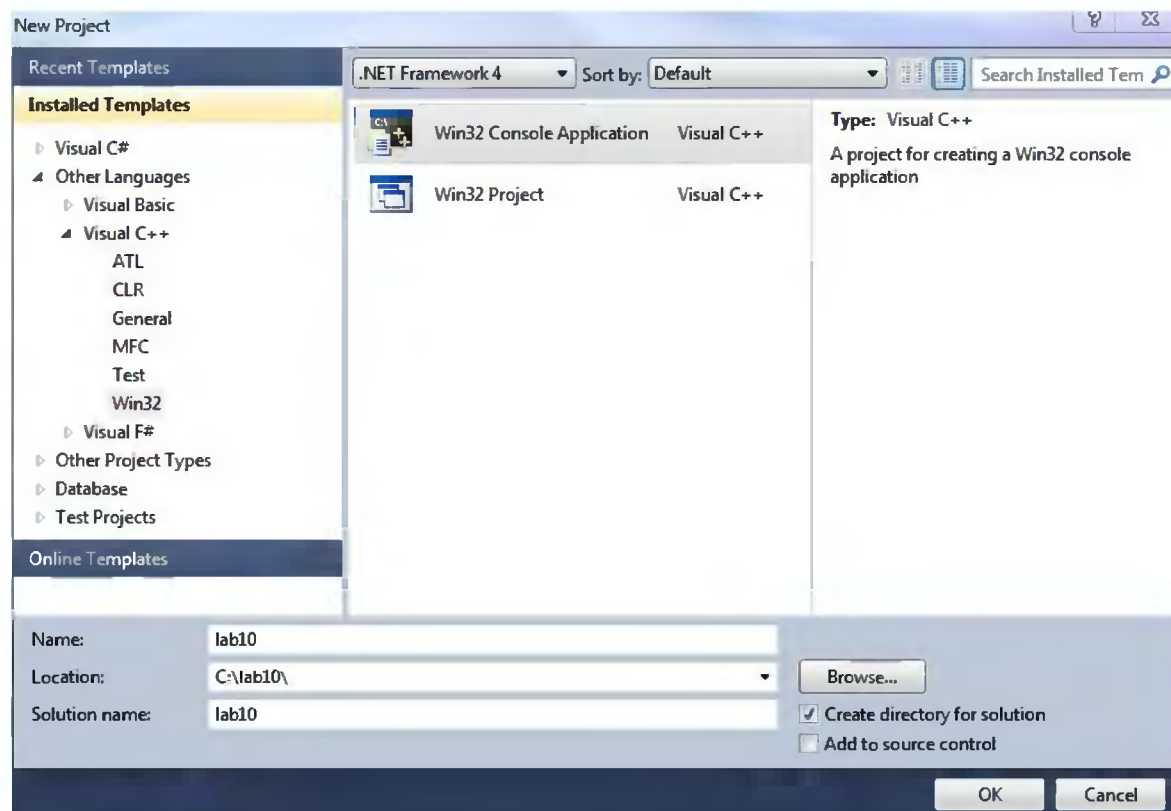 New Project
Recent Templates
.NET Framework 4
Sort by:
Default
Search Installed Tem
Installed Templates
Visual C#
Other Languages
Visual Basic
Visual C++
ATL
CLR
General
MFC
Test
Win32
Visual F#
Other Project Types
Database
Test Projects
Online Templates
Win32 Console Application Visual C++
Win32 Project Visual C++
Type: Visual C++
A project for creating a Win32 console
application
Name: lab10
Location: C:\lab10\
Browse...
Solution name: lab10
Create directory for solution
Add to source control
OK
Cancel